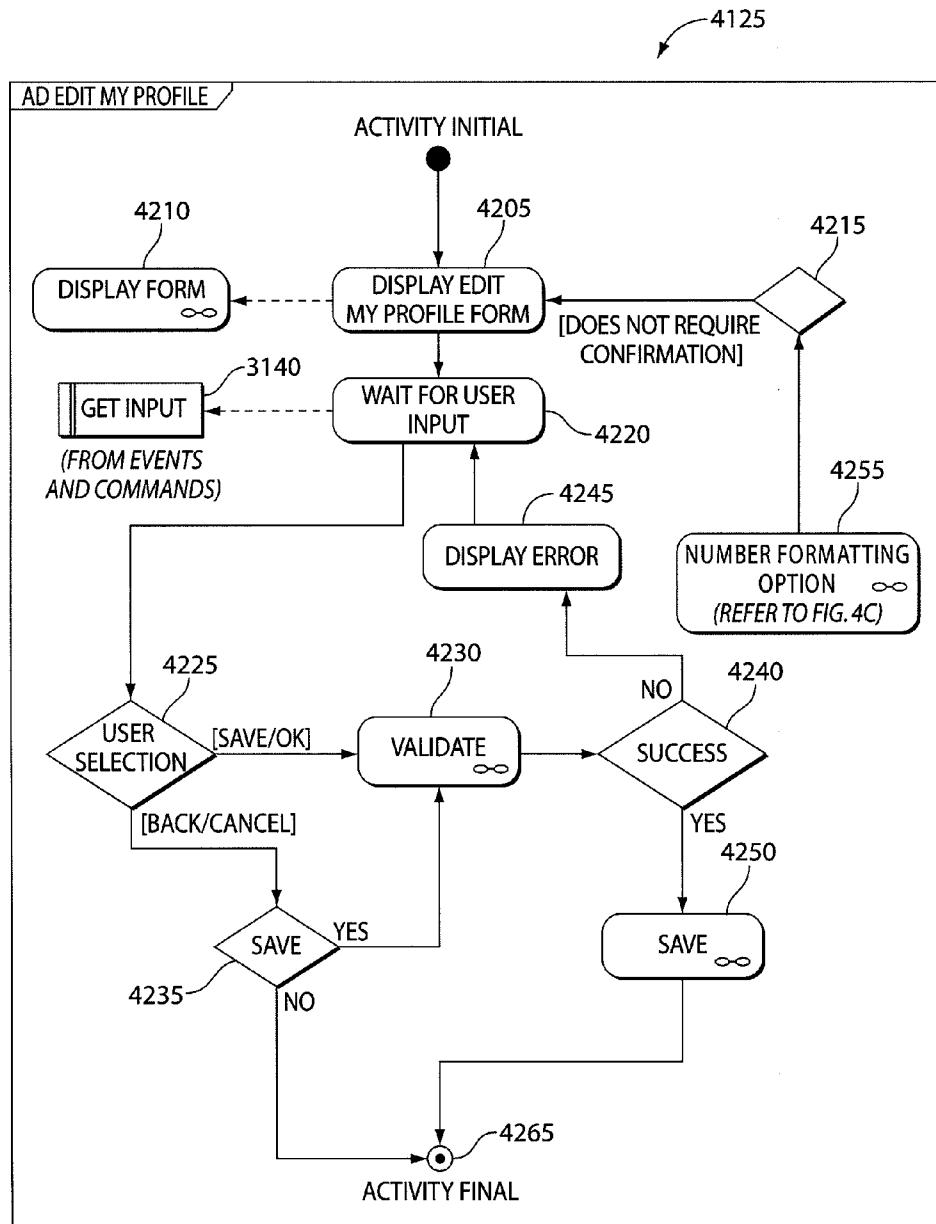 4125
AD EDIT MY PROFILE
ACTIVITY INITIAL
4210
4205
4215
DISPLAY FORM
DISPLAY EDIT
MY PROFILE FORM
[DOES NOT REQUIRE
CONFIRMATION]
3140
GET INPUT
(FROM EVENTS
AND COMMANDS)
WAIT FOR USER
INPUT
4220
4245
DISPLAY ERROR
4255
NUMBER FORMATTING
OPTION
(REFER TO FIG. 4C)
4225
USER
SELECTION
[SAVE/OK]
4230
VALIDATE
NO
4240
SUCCESS
[BACK/CANCEL]
YES
4250
SAVE
YES
4235
NO
SAVE
4265
ACTIVITY FINAL